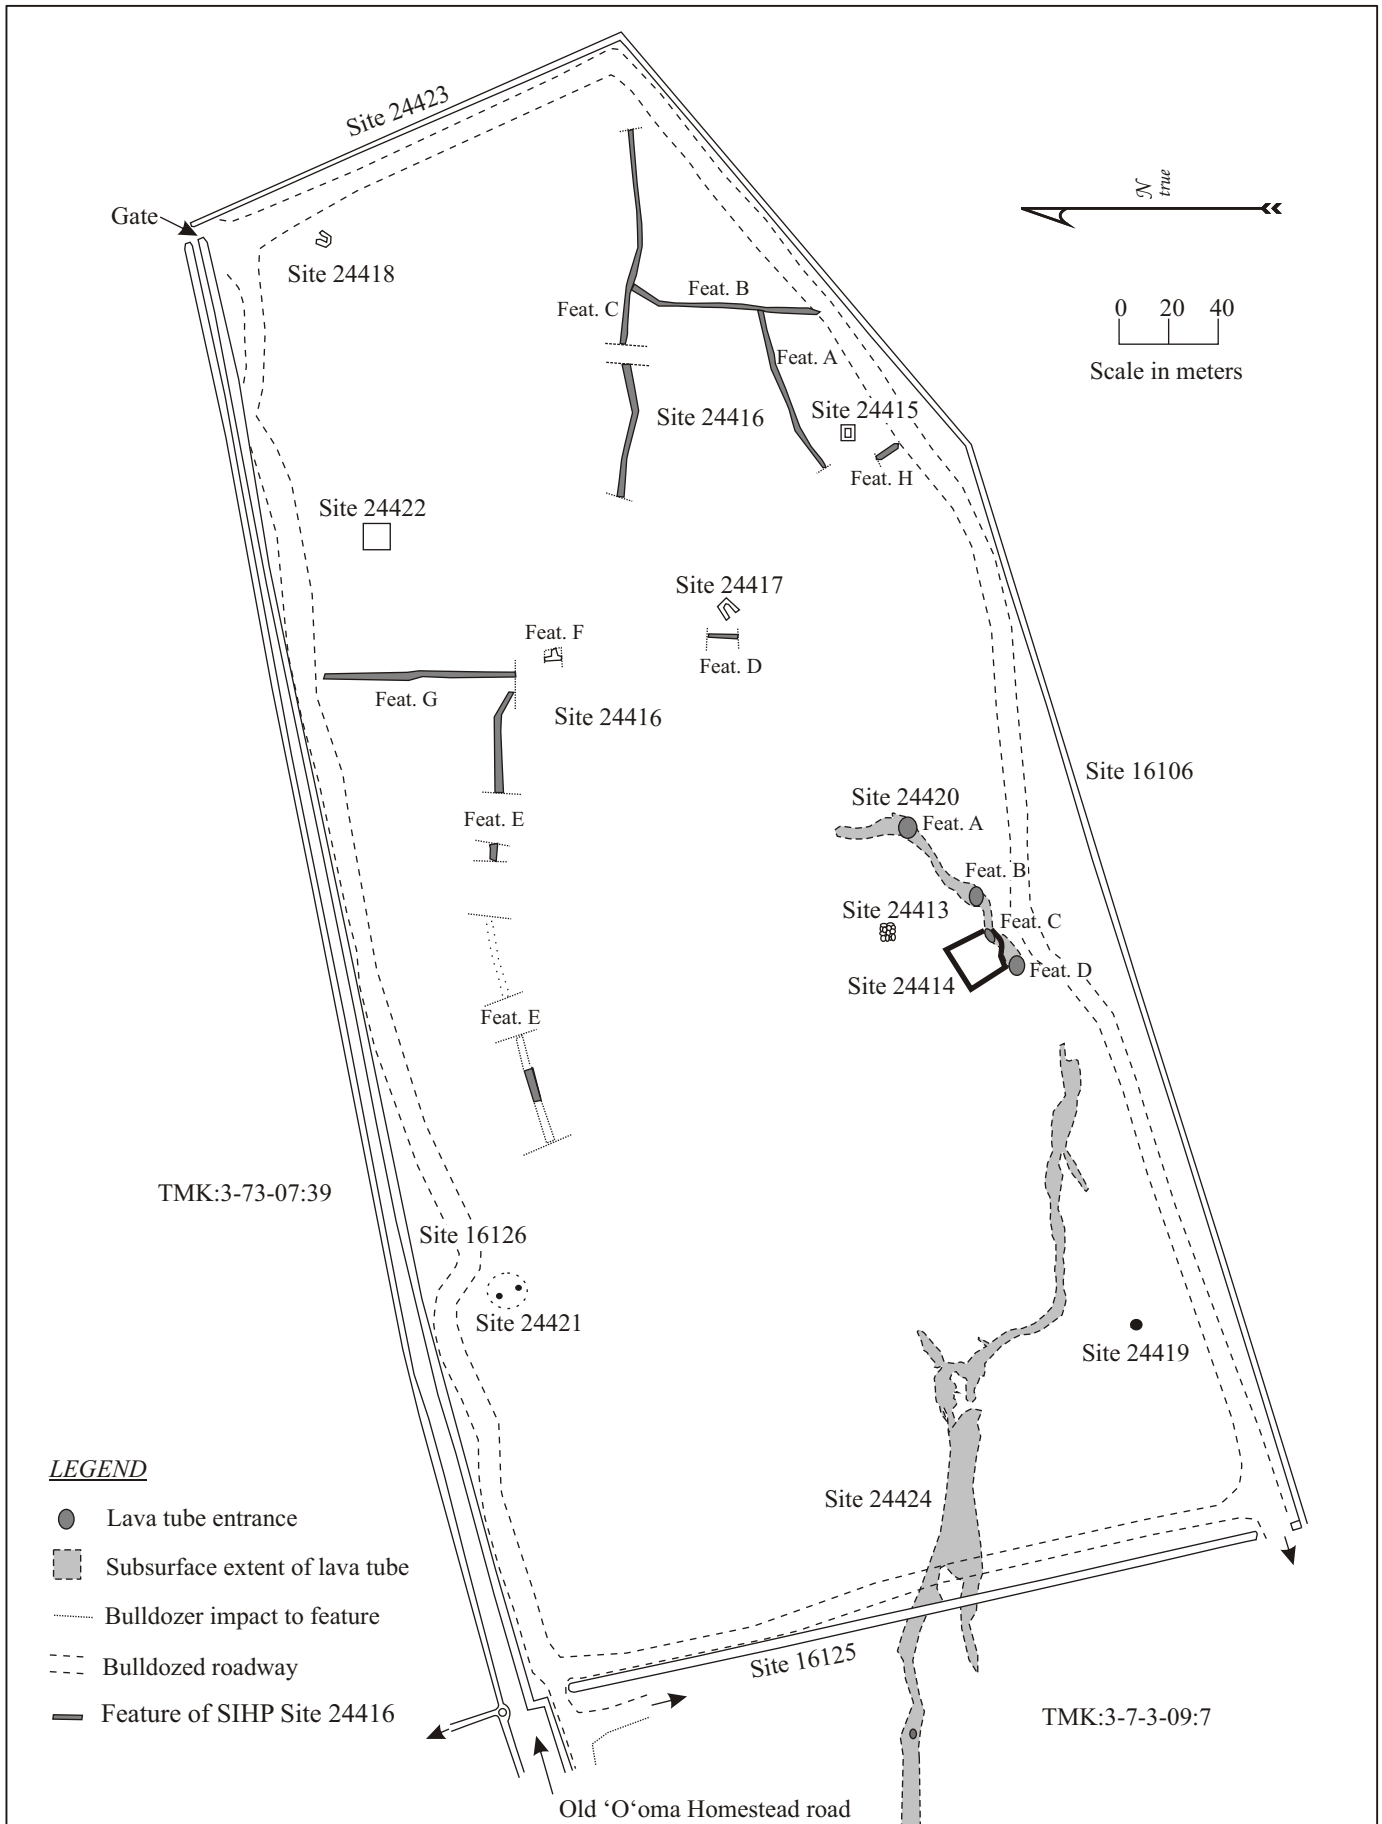 Site 24423
N
true
Gate
Site 24418
Feat. B
Feat. C
0 20 40
Scale in meters
Feat. A
Site 24416
Site 24415
Feat. H
Site 24422
Site 24417
Feat. F
Feat. D
Feat. G
Site 24416
Site 16106
Site 24420
Feat. A
Feat. E
Feat. B
Site 24413
Feat. C
Feat. D
Site 24414
Feat. E
TMK:3-73-07:39
Site 16126
Site 24421
Site 24419
LEGEND
Lava tube entrance
Subsurface extent of lava tube
Bulldozer impact to feature
Bulldozed roadway
Feature of SIHP Site 24416
Site 24424
Site 16125
TMK:3-7-3-09:7
Old ‘O‘oma Homestead road